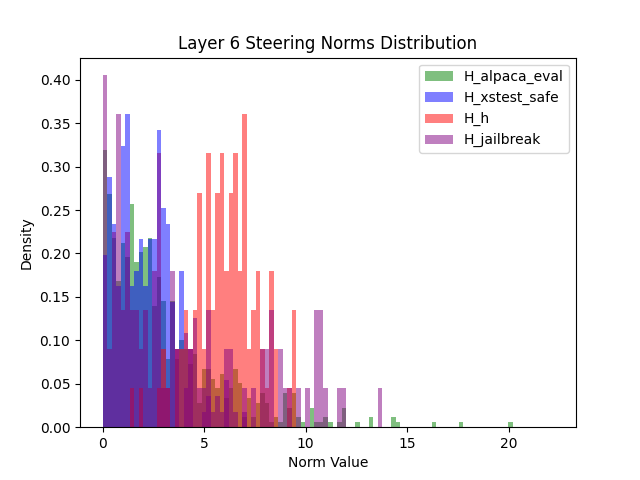 Layer 6 Steering Norms Distribution
H_alpaca_eval
H_xstest_safe
H_h
H_jailbreak
Density
0.40
0.35
0.30
0.25
0.20
0.15
0.10
0.05
0.00
0 5 10 15 20
Norm Value